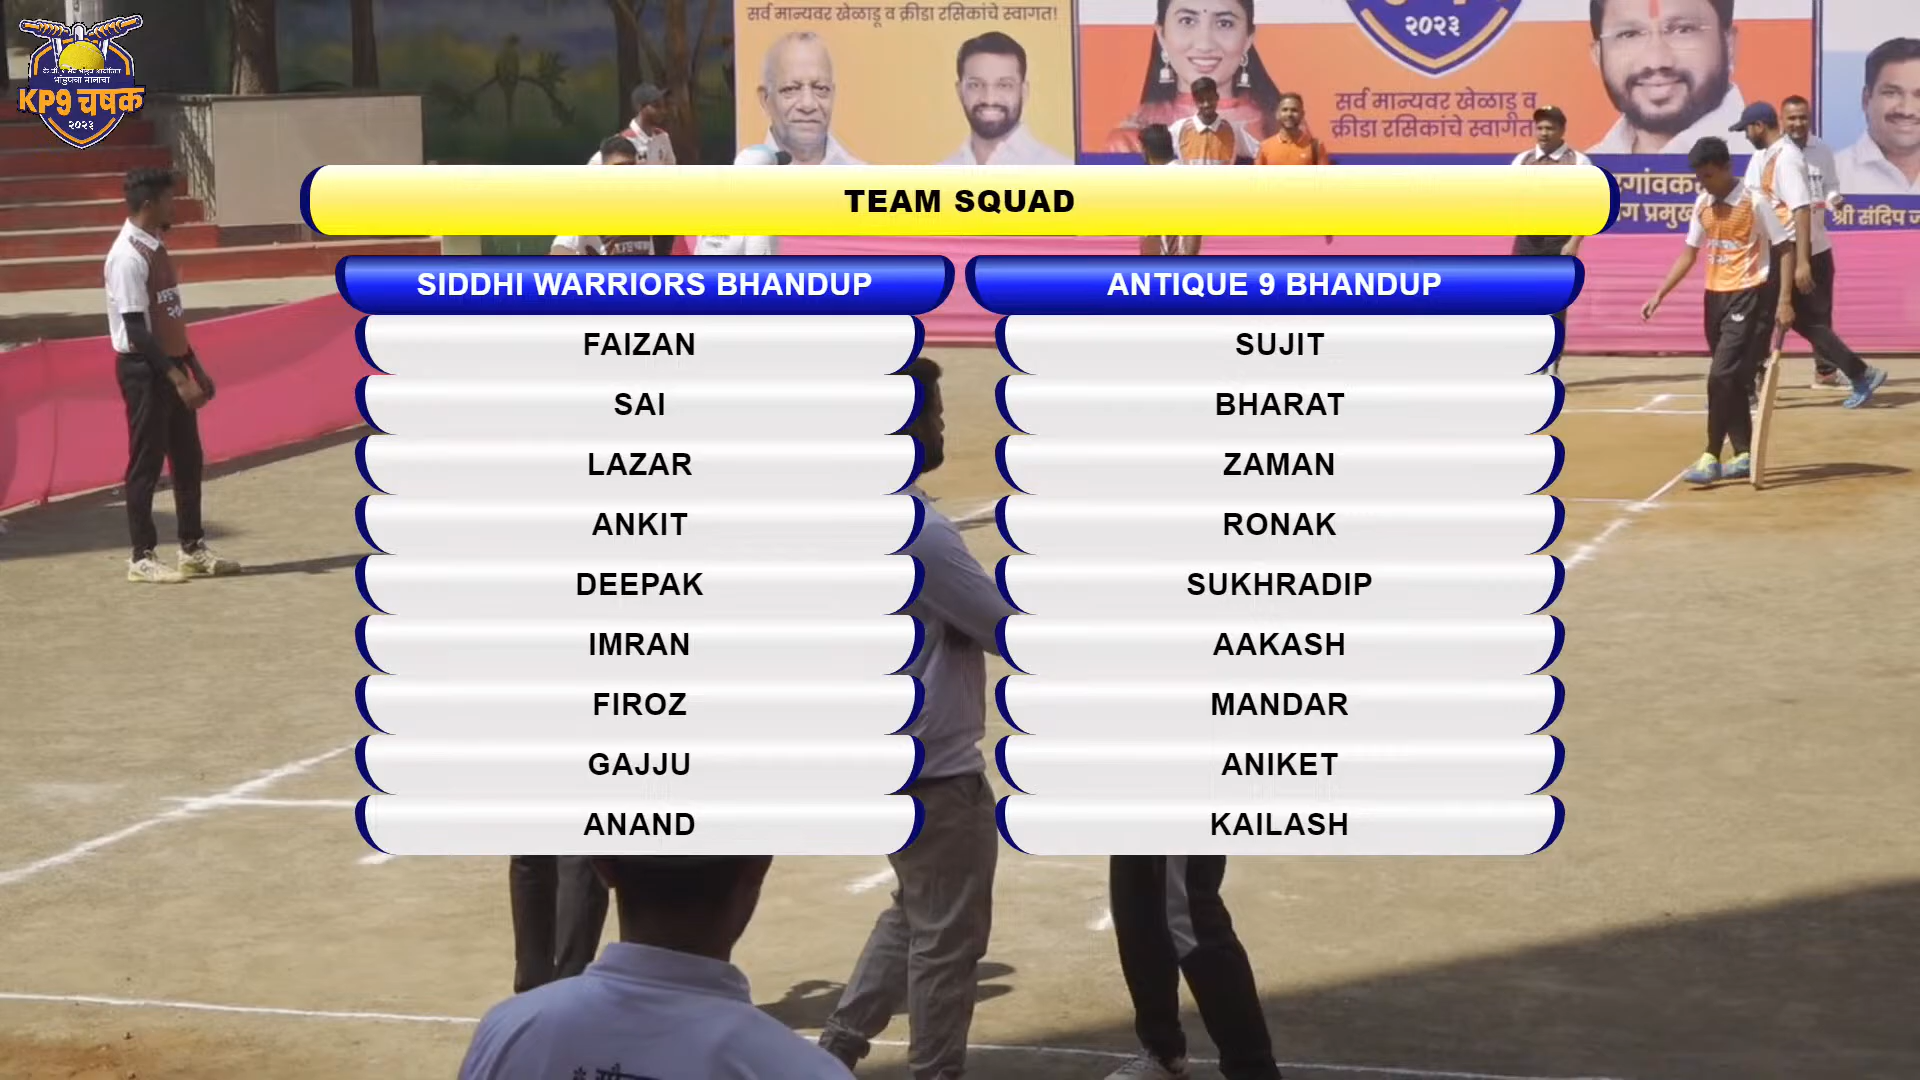 सर्व मान्यवर खेळाडू व क्रीडा रसिकांचे स्वागत!
२०२३
सर्व मान्यवर खेळाडू व
क्रीडा रसिकांचे स्वागत
भांडुपचा मानाचा
KP9 चषक
२०२३
श्री संदिप
TEAM SQUAD
SIDDHI WARRIORS BHANDUP
ANTIQUE 9 BHANDUP
FAIZAN
SUJIT
SAI
BHARAT
LAZAR
ZAMAN
ANKIT
RONAK
DEEPAK
SUKHRADIP
IMRAN
AAKASH
FIROZ
MANDAR
GAJJU
ANIKET
ANAND
KAILASH